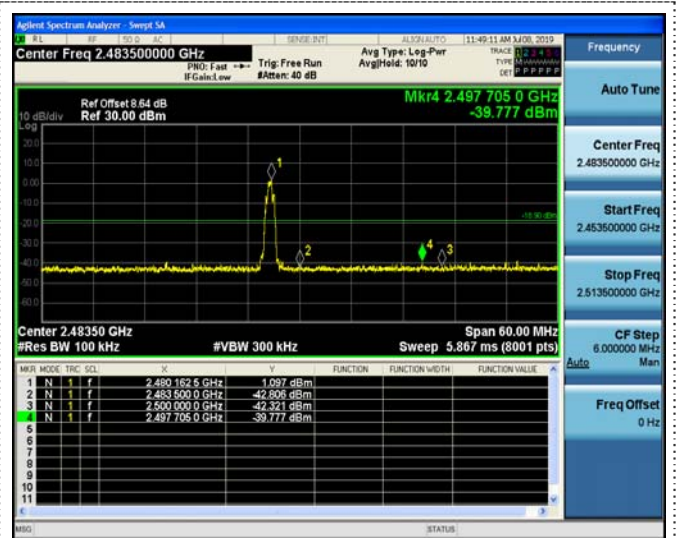 Agilent Spectrum Analyzer - Swept SA
RL RF 50 Ω AC SENSE:INT ALIGNAUTO 11:49:11 AM Jul 08, 2019
Center Freq 2.483500000 GHz
PNO: Fast
IFGain:Low
Trig: Free Run
#Atten: 40 dB
Avg Type: Log-Pwr
Avg|Hold: 10/10
TRACE 1 2 3 4 5 6
TYPE M
DET P P P P P P
Mkr4 2.497 705 0 GHz
-39.777 dBm
Ref Offset 8.64 dB
10 dB/div Ref 30.00 dBm
Log
20.0
10.0
0.00
-10.0
-20.0
-30.0
-40.0
-50.0
-60.0
1
2
4
3
Center 2.48350 GHz Span 60.00 MHz
#Res BW 100 kHz #VBW 300 kHz Sweep 5.867 ms (8001 pts)
MKR MODE TRC SCL X Y FUNCTION FUNCTION WIDTH FUNCTION VALUE
1 N 1 f 2.480 162 5 GHz 1.097 dBm
2 N 1 f 2.483 500 0 GHz -42.806 dBm
3 N 1 f 2.500 000 0 GHz -42.321 dBm
4 N 1 f 2.497 705 0 GHz -39.777 dBm
5
6
7
8
9
10
11
MSG STATUS
Frequency
Auto Tune
Center Freq
2.483500000 GHz
Start Freq
2.453500000 GHz
Stop Freq
2.513500000 GHz
CF Step
6.000000 MHz
Auto Man
Freq Offset
0 Hz